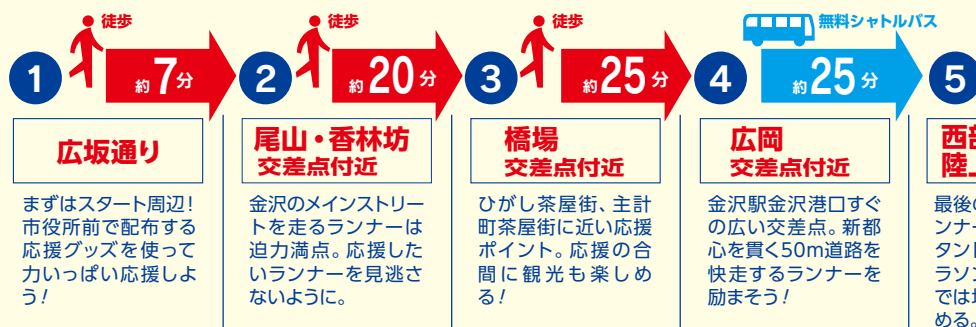 徒歩
徒歩
徒歩
無料シャトルバス
1
約7分
2
約20分
3
約25分
4
約25分
5
広坂通り
まずはスタート周辺!
市役所前で配布する
応援グッズを使って
力いっぱい応援しよ
う!
尾山・香林坊
交差点付近
金沢のメインストリー
トを走るランナーは
迫力満点。応援した
いランナーを見逃さ
ないように。
橋場
交差点付近
ひがし茶屋街、主計
町茶屋街に近い応援
ポイント。応援の合
間に観光も楽しめ
る!
広岡
交差点付近
金沢駅金沢港口すぐ
の広い交差点。新都
心を貫く50m道路を
快走するランナーを
励まそう!
西部
陸上
最後の
ンナー
タンド
ラソン
では
める。